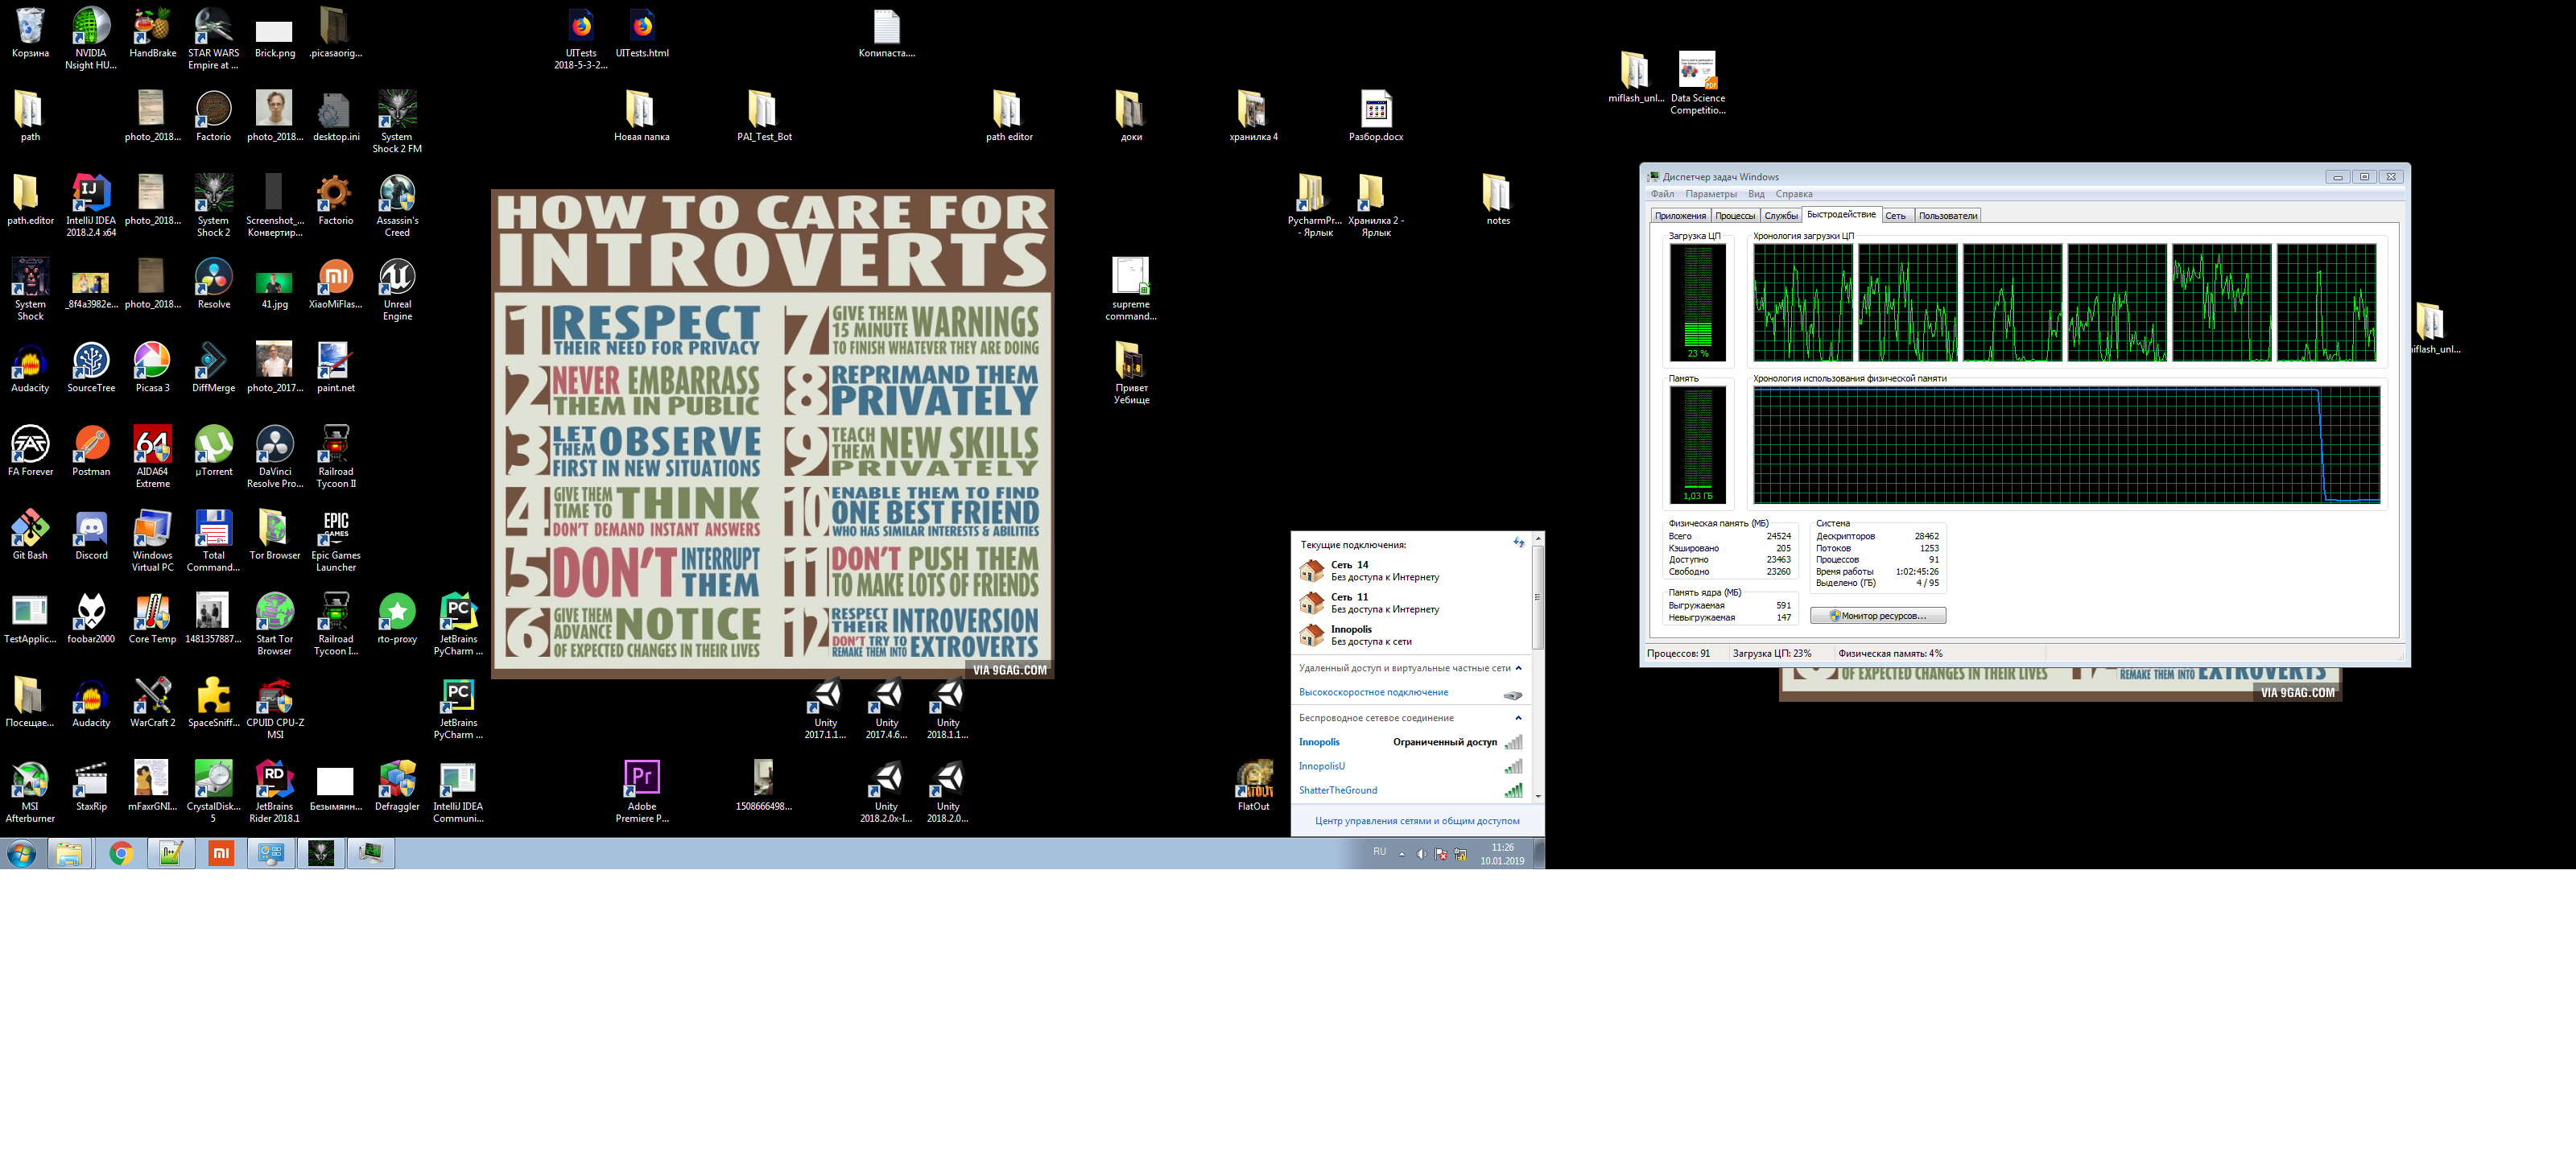 Корзина
NVIDIA
Nsight HU...
HandBrake
STAR WARS
Empire at ...
Brick.png
.picasaorig...
UITests
2018-5-3-2...
UITests.html
Копипаста....
miflash_unl...
Data Science
Competitio...
path
photo_2018...
Factorio
photo_2018...
desktop.ini
System
Shock 2 FM
Новая папка
PAI_Test_Bot
path editor
доки
хранилка 4
Разбор.docx
path.editor
IntelliJ IDEA
2018.2.4 x64
photo_2018...
System
Shock 2
Screenshot_...
Конвертир...
Factorio
Assassin's
Creed
PycharmPr...
- Ярлык
Хранилка 2 -
Ярлык
notes
System
Shock
_8f4a3982e...
photo_2018...
Resolve
41.jpg
XiaoMiFlas...
Unreal
Engine
supreme
command...
Audacity
SourceTree
Picasa 3
DiffMerge
photo_2017...
paint.net
Привет
Уебище
FA Forever
Postman
AIDA64
Extreme
µTorrent
DaVinci
Resolve Pro...
Railroad
Tycoon II
Git Bash
Discord
Windows
Virtual PC
Total
Command...
Tor Browser
EPIC
GAMES
Epic Games
Launcher
TestApplic...
foobar2000
Core Temp
1481357887...
Start Tor
Browser
Railroad
Tycoon I...
rto-proxy
JetBrains
PyCharm ...
Посещае...
Audacity
WarCraft 2
SpaceSniff...
CPUID CPU-Z
MSI
JetBrains
PyCharm ...
Unity
2017.1.1...
Unity
2017.4.6...
Unity
2018.1.1...
MSI
Afterburner
StaxRip
mFaxrGNI...
CrystalDisk...
5
JetBrains
Rider 2018.1
Безымянн...
Defraggler
IntelliJ IDEA
Communi...
Adobe
Premiere P...
1508666498...
Unity
2018.2.0x-I...
Unity
2018.2.0...
FlatOut
HOW TO CARE FOR
INTROVERTS
1 RESPECT
THEIR NEED FOR PRIVACY
2 NEVER EMBARRASS
THEM IN PUBLIC
3 LET THEM OBSERVE
FIRST IN NEW SITUATIONS
4 GIVE THEM TIME TO THINK
DON'T DEMAND INSTANT ANSWERS
5 DON'T INTERRUPT THEM
6 GIVE THEM ADVANCE NOTICE
OF EXPECTED CHANGES IN THEIR LIVES
7 GIVE THEM 15 MINUTE WARNINGS
TO FINISH WHATEVER THEY ARE DOING
8 REPRIMAND THEM
PRIVATELY
9 TEACH THEM NEW SKILLS
PRIVATELY
10 ENABLE THEM TO FIND
ONE BEST FRIEND
WHO HAS SIMILAR INTERESTS & ABILITIES
11 DON'T PUSH THEM
TO MAKE LOTS OF FRIENDS
12 RESPECT THEIR INTROVERSION
DON'T TRY TO REMAKE THEM INTO EXTROVERTS
VIA 9GAG.COM
Текущие подключения:
Сеть 14
Без доступа к Интернету
Сеть 11
Без доступа к Интернету
Innopolis
Без доступа к сети
Удаленный доступ и виртуальные частные сети
Высокоскоростное подключение
Беспроводное сетевое соединение
Innopolis Ограниченный доступ
InnopolisU
ShatterTheGround
Центр управления сетями и общим доступом
RU
11:26
10.01.2019
Диспетчер задач Windows
Файл Параметры Вид Справка
Приложения Процессы Службы Быстродействие Сеть Пользователи
Загрузка ЦП
Хронология загрузки ЦП
23 %
Память
Хронология использования физической памяти
1,03 ГБ
Физическая память (МБ)
Всего 24524
Кэшировано 205
Доступно 23463
Свободно 23260
Память ядра (МБ)
Выгружаемая 591
Невыгружаемая 147
Система
Дескрипторов 28462
Потоков 1253
Процессов 91
Время работы 1:02:45:26
Выделено (ГБ) 4 / 95
Монитор ресурсов...
Процессов: 91 Загрузка ЦП: 23% Физическая память: 4%
miflash_unl...
OF EXPECTED CHANGES IN THEIR LIVES
REMAKE THEM INTO EXTROVERTS
VIA 9GAG.COM